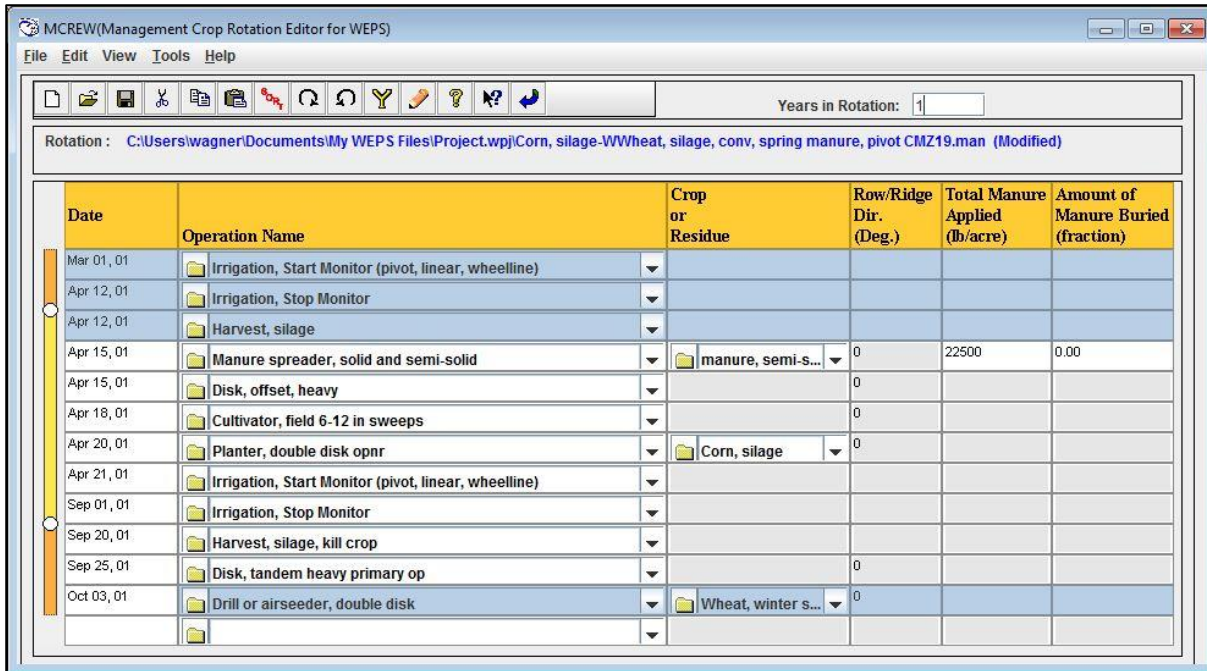 MCREW(Management Crop Rotation Editor for WEPS)
File Edit View Tools Help
SORT
Years in Rotation: 1
Rotation : C:\Users\wagner\Documents\My WEPS Files\Project.wpj\Corn, silage-WWheat, silage, conv, spring manure, pivot CMZ19.man (Modified)
Date Operation Name Crop or Residue Row/Ridge Dir. (Deg.) Total Manure Applied (lb/acre) Amount of Manure Buried (fraction)
Mar 01, 01 Irrigation, Start Monitor (pivot, linear, wheelline)
Apr 12, 01 Irrigation, Stop Monitor
Apr 12, 01 Harvest, silage
Apr 15, 01 Manure spreader, solid and semi-solid manure, semi-s... 0 22500 0.00
Apr 15, 01 Disk, offset, heavy 0
Apr 18, 01 Cultivator, field 6-12 in sweeps 0
Apr 20, 01 Planter, double disk opnr Corn, silage 0
Apr 21, 01 Irrigation, Start Monitor (pivot, linear, wheelline)
Sep 01, 01 Irrigation, Stop Monitor
Sep 20, 01 Harvest, silage, kill crop
Sep 25, 01 Disk, tandem heavy primary op 0
Oct 03, 01 Drill or airseeder, double disk Wheat, winter s... 0